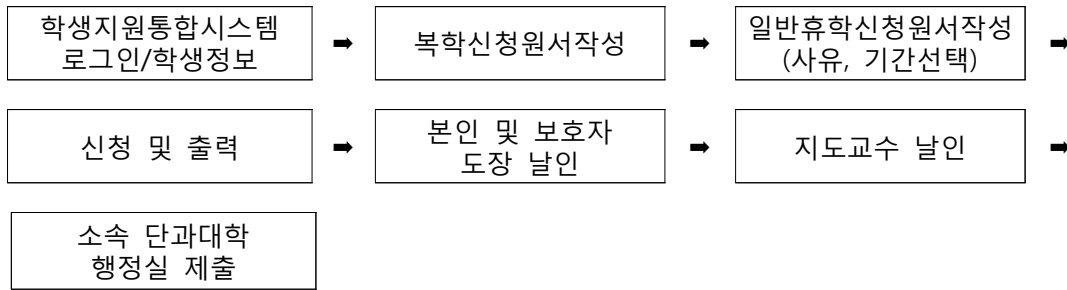 학생지원통합시스템
로그인/학생정보
➡
복학신청원서작성
➡
일반휴학신청원서작성
(사유, 기간선택)
➡
신청 및 출력
➡
본인 및 보호자
도장 날인
➡
지도교수 날인
➡
소속 단과대학
행정실 제출